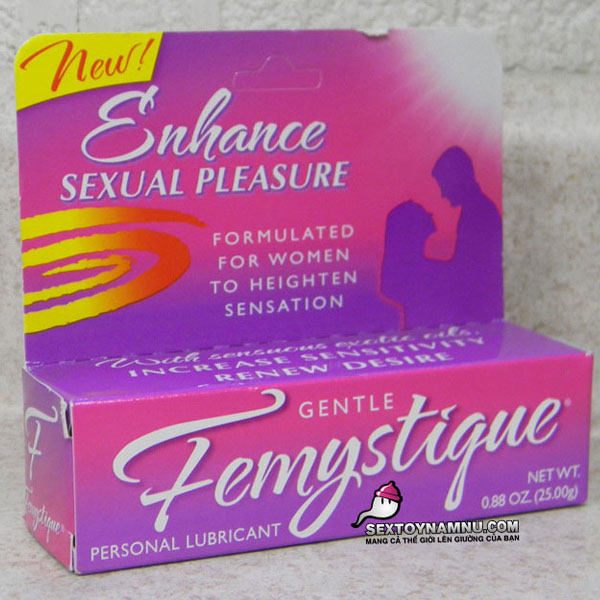 New!
Enhance
SEXUAL PLEASURE
FORMULATED
FOR WOMEN
TO HEIGHTEN
SENSATION
With sensuous exotic oils
INCREASE SENSITIVITY
RENEW DESIRE
GENTLE
Femystique®
NET WT.
0.88 OZ. (25.00g)
PERSONAL LUBRICANT
Femystique®
SEXTOYNAMNU.COM
MANG CẢ THẾ GIỚI LÊN GIƯỜNG CỦA BẠN